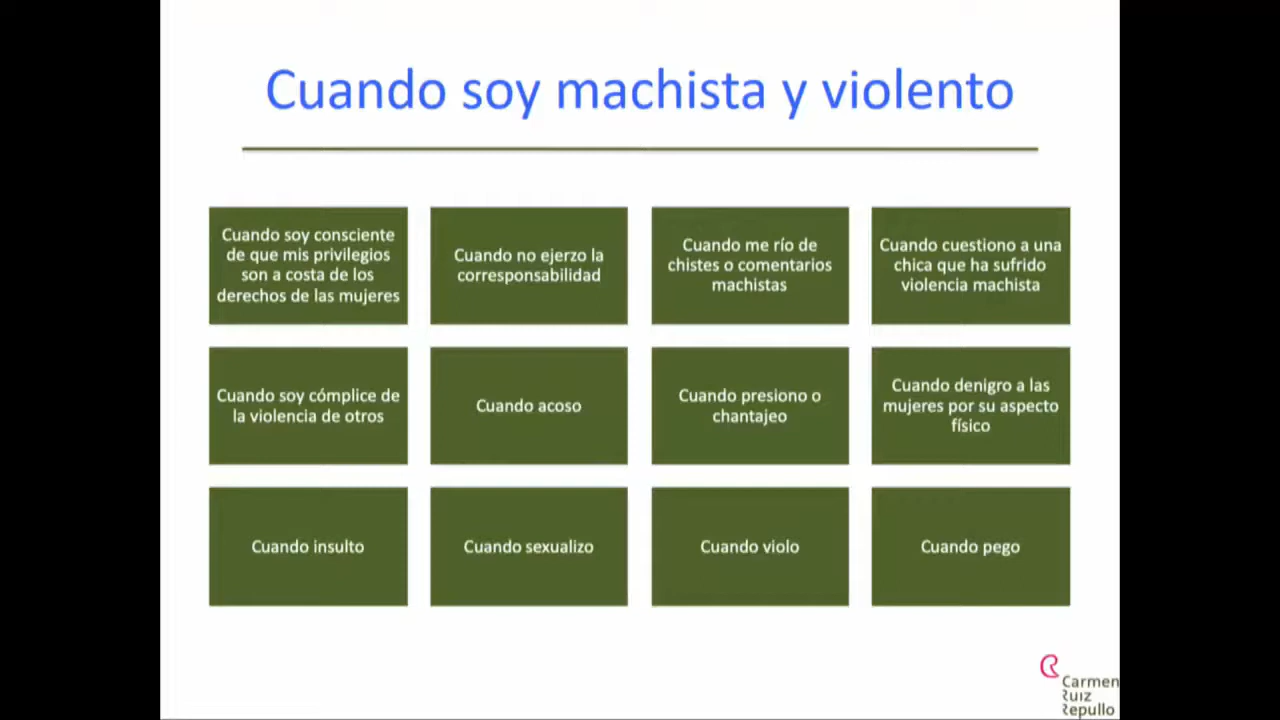 Cuando soy machista y violento
Cuando soy consciente
de que mis privilegios
son a costa de los
derechos de las mujeres
Cuando no ejerzo la
corresponsabilidad
Cuando me río de
chistes o comentarios
machistas
Cuando cuestiono a una
chica que ha sufrido
violencia machista
Cuando soy cómplice de
la violencia de otros
Cuando acoso
Cuando presiono o
chantajeo
Cuando denigro a las
mujeres por su aspecto
físico
Cuando insulto
Cuando sexualizo
Cuando violo
Cuando pego
Carmen
Ruiz
Repullo